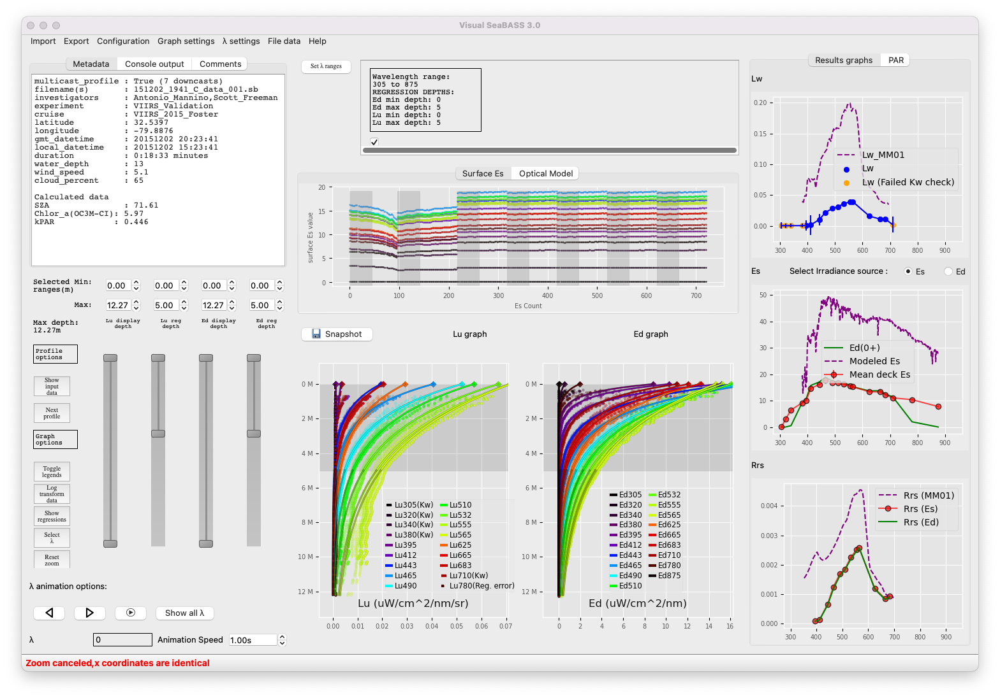 Visual SeaBASS 3.0
Import Export Configuration Graph settings λ settings File data Help
Metadata Console output Comments
multicast_profile : True (7 downcasts)
filename(s) : 151202_1941_C_data_001.sb
investigators : Antonio_Mannino,Scott_Freeman
experiment : VIIRS_Validation
cruise : VIIRS_2015_Foster
latitude : 32.5397
longitude : -79.8876
gmt_datetime : 20151202 20:23:41
local_datetime : 20151202 15:23:41
duration : 0:18:33 minutes
water_depth : 13
wind_speed : 5.1
cloud_percent : 65
Calculated data
SZA : 71.61
Chlor_a(OC3M-CI): 5.97
kPAR : 0.446
Selected Min:
ranges(m)
0.00 0.00 0.00 0.00
Max: 12.27 5.00 12.27 5.00
Max depth:
12.27m
Lu display
depth
Lu reg
depth
Ed display
depth
Ed reg
depth
Profile
options
Show
input
data
Next
profile
Graph
options
Toggle
legends
Log
transform
data
Show
regressions
Select
λ
Reset
zoom
λ animation options:
Show all λ
λ 0 Animation Speed 1.00s
Set λ ranges
Wavelength range:
305 to 875
REGRESSION DEPTHS:
Ed min depth: 0
Ed max depth: 5
Lu min depth: 0
Lu max depth: 5
Surface Es Optical Model
surface Es value
20
15
10
5
0
0 100 200 300 400 500 600 700
Es Count
Snapshot
Lu graph
Ed graph
0 M
2 M
4 M
6 M
8 M
10 M
12 M
Lu305(Kw)
Lu320(Kw)
Lu340(Kw)
Lu380(Kw)
Lu395
Lu412
Lu443
Lu465
Lu490
Lu510
Lu532
Lu555
Lu565
Lu625
Lu665
Lu683
Lu710(Kw)
Lu780(Reg. error)
Lu (uW/cm^2/nm/sr)
0.00 0.01 0.02 0.03 0.04 0.05 0.06 0.07
0 M
2 M
4 M
6 M
8 M
10 M
12 M
Ed305
Ed320
Ed340
Ed380
Ed395
Ed412
Ed443
Ed465
Ed490
Ed510
Ed532
Ed555
Ed565
Ed625
Ed665
Ed683
Ed710
Ed780
Ed875
Ed (uW/cm^2/nm)
0 2 4 6 8 10 12 14 16
Results graphs PAR
Lw
0.20
0.15
0.10
0.05
0.00
Lw_MM01
Lw
Lw (Failed Kw check)
300 400 500 600 700 800 900
Es Select Irradiance source : Es Ed
50
40
30
20
10
0
Ed(0+)
Modeled Es
Mean deck Es
300 400 500 600 700 800 900
Rrs
0.004
0.003
0.002
0.001
0.000
Rrs (MM01)
Rrs (Es)
Rrs (Ed)
300 400 500 600 700 800 900
Zoom canceled,x coordinates are identical